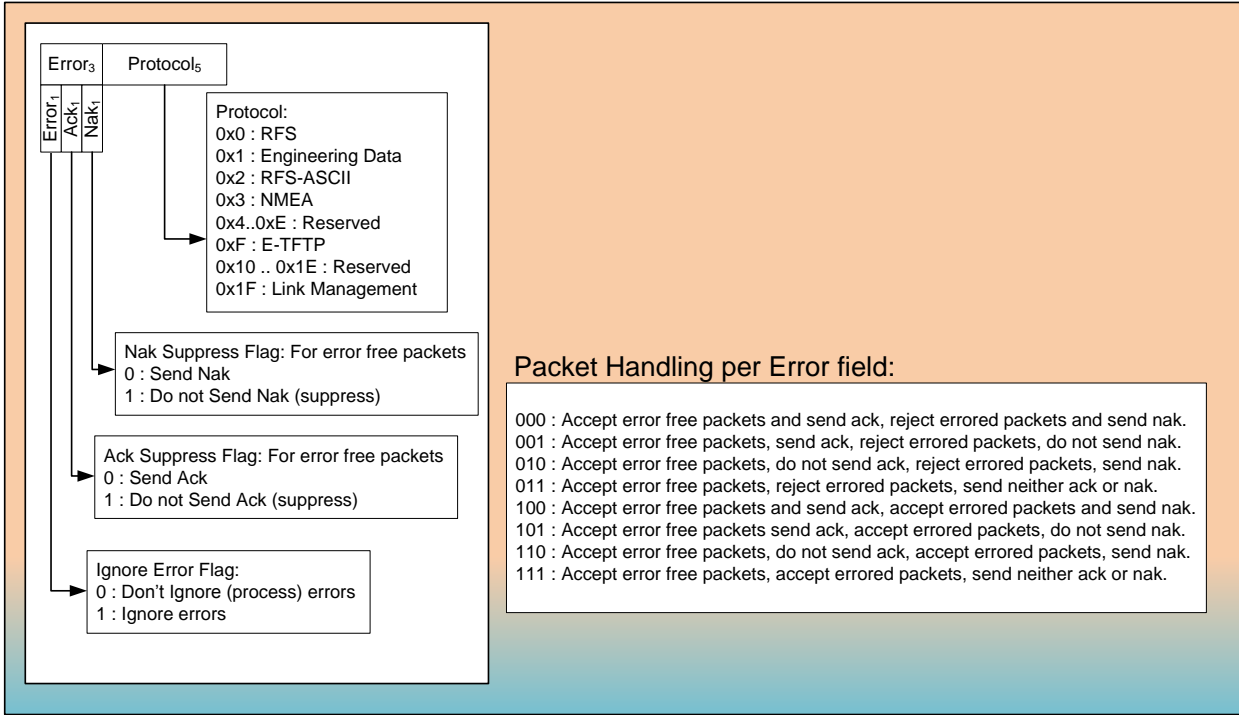 Error3 Protocol5
Error1
Ack1
Nak1
Protocol:
0x0 : RFS
0x1 : Engineering Data
0x2 : RFS-ASCII
0x3 : NMEA
0x4..0xE : Reserved
0xF : E-TFTP
0x10 .. 0x1E : Reserved
0x1F : Link Management
Nak Suppress Flag: For error free packets
0 : Send Nak
1 : Do not Send Nak (suppress)
Ack Suppress Flag: For error free packets
0 : Send Ack
1 : Do not Send Ack (suppress)
Ignore Error Flag:
0 : Don’t Ignore (process) errors
1 : Ignore errors
Packet Handling per Error field:
000 : Accept error free packets and send ack, reject errored packets and send nak.
001 : Accept error free packets, send ack, reject errored packets, do not send nak.
010 : Accept error free packets, do not send ack, reject errored packets, send nak.
011 : Accept error free packets, reject errored packets, send neither ack or nak.
100 : Accept error free packets and send ack, accept errored packets and send nak.
101 : Accept error free packets send ack, accept errored packets, do not send nak.
110 : Accept error free packets, do not send ack, accept errored packets, send nak.
111 : Accept error free packets, accept errored packets, send neither ack or nak.